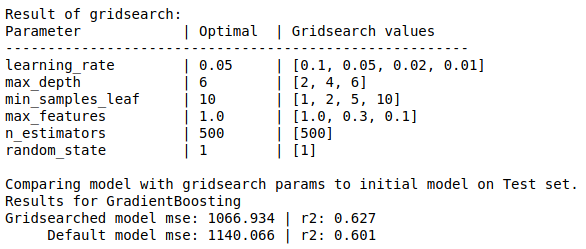 Result of gridsearch:
Parameter            | Optimal  | Gridsearch values
-------------------------------------------------------
learning_rate        | 0.05     | [0.1, 0.05, 0.02, 0.01]
max_depth            | 6        | [2, 4, 6]
min_samples_leaf     | 10       | [1, 2, 5, 10]
max_features         | 1.0      | [1.0, 0.3, 0.1]
n_estimators         | 500      | [500]
random_state         | 1        | [1]

Comparing model with gridsearch params to initial model on Test set.
Results for GradientBoosting
Gridsearched model mse: 1066.934 | r2: 0.627
     Default model mse: 1140.066 | r2: 0.601